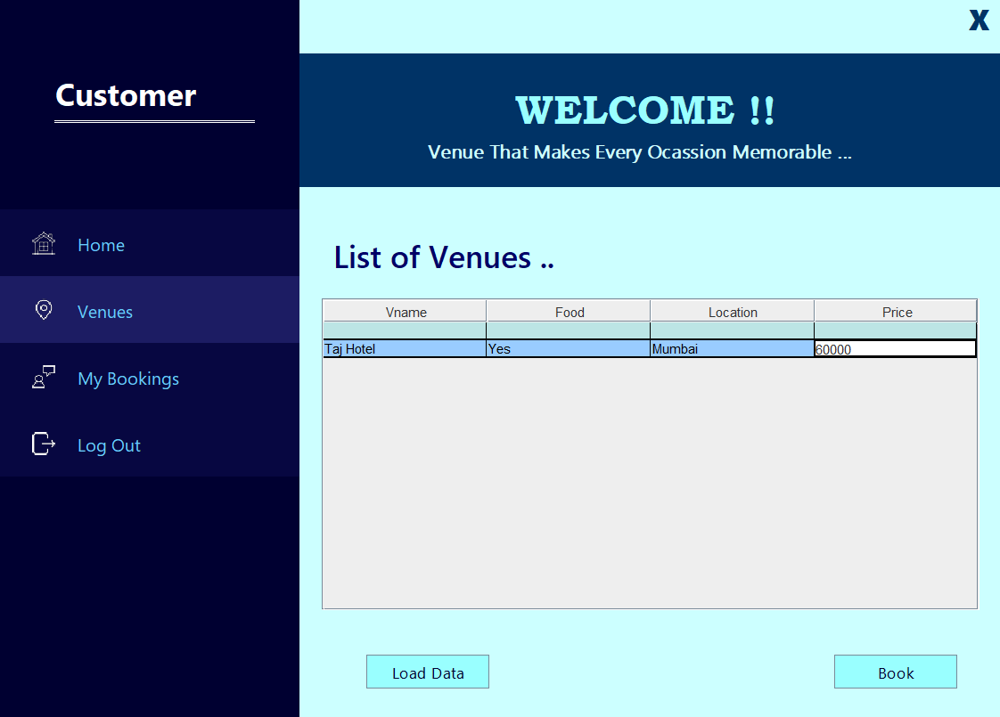 X
Customer
WELCOME !!
Venue That Makes Every Ocassion Memorable ...
Home
Venues
My Bookings
Log Out
List of Venues ..
Vname Food Location Price
Taj Hotel Yes Mumbai 60000
Load Data Book